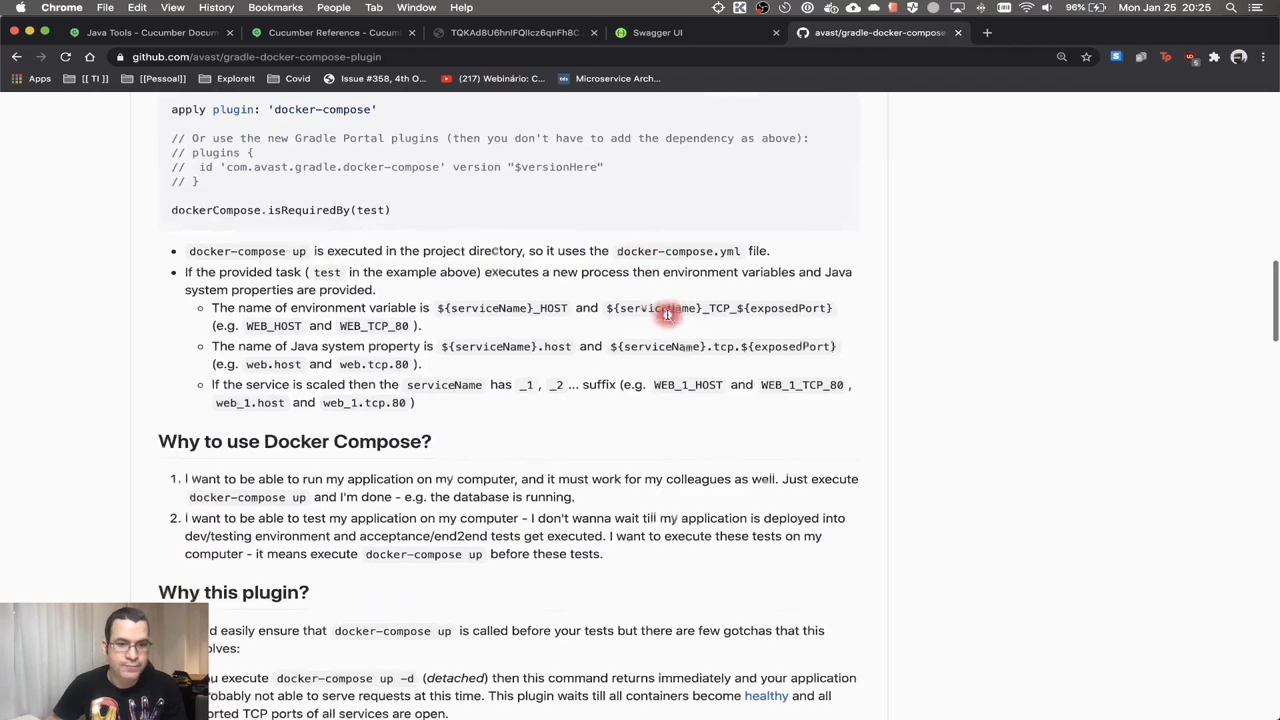 Chrome File Edit View History Bookmarks People Tab Window Help 96% Mon Jan 25 20:25
Java Tools - Cucumber Docum Cucumber Reference - Cucum Swagger UI avast/gradle-docker-compose
github.com/avast/gradle-docker-compose-plugin
Apps [[ TI ]] [[Pessoal]] ExploreIt Covid Issue #358, 4th O... (217) Webinário: C... Microservice Arch...
apply plugin: 'docker-compose'
// Or use the new Gradle Portal plugins (then you don't have to add the dependency as above):
// plugins {
// id 'com.avast.gradle.docker-compose' version "$versionHere"
// }
dockerCompose.isRequiredBy(test)
• docker-compose up is executed in the project directory, so it uses the docker-compose.yml file.
• If the provided task ( test in the example above) executes a new process then environment variables and Java
system properties are provided.
○ The name of environment variable is ${serviceName}_HOST and ${serviceName}_TCP_${exposedPort}
(e.g. WEB_HOST and WEB_TCP_80 ).
○ The name of Java system property is ${serviceName}.host and ${serviceName}.tcp.${exposedPort}
(e.g. web.host and web.tcp.80 ).
○ If the service is scaled then the serviceName has _1 , _2 ... suffix (e.g. WEB_1_HOST and WEB_1_TCP_80 ,
web_1.host and web_1.tcp.80 )
Why to use Docker Compose?
1. I want to be able to run my application on my computer, and it must work for my colleagues as well. Just execute
docker-compose up and I'm done - e.g. the database is running.
2. I want to be able to test my application on my computer - I don't wanna wait till my application is deployed into
dev/testing environment and acceptance/end2end tests get executed. I want to execute these tests on my
computer - it means execute docker-compose up before these tests.
Why this plugin?
d easily ensure that docker-compose up is called before your tests but there are few gotchas that this
olves:
u execute docker-compose up -d (detached) then this command returns immediately and your application
robably not able to serve requests at this time. This plugin waits till all containers become healthy and all
orted TCP ports of all services are open.